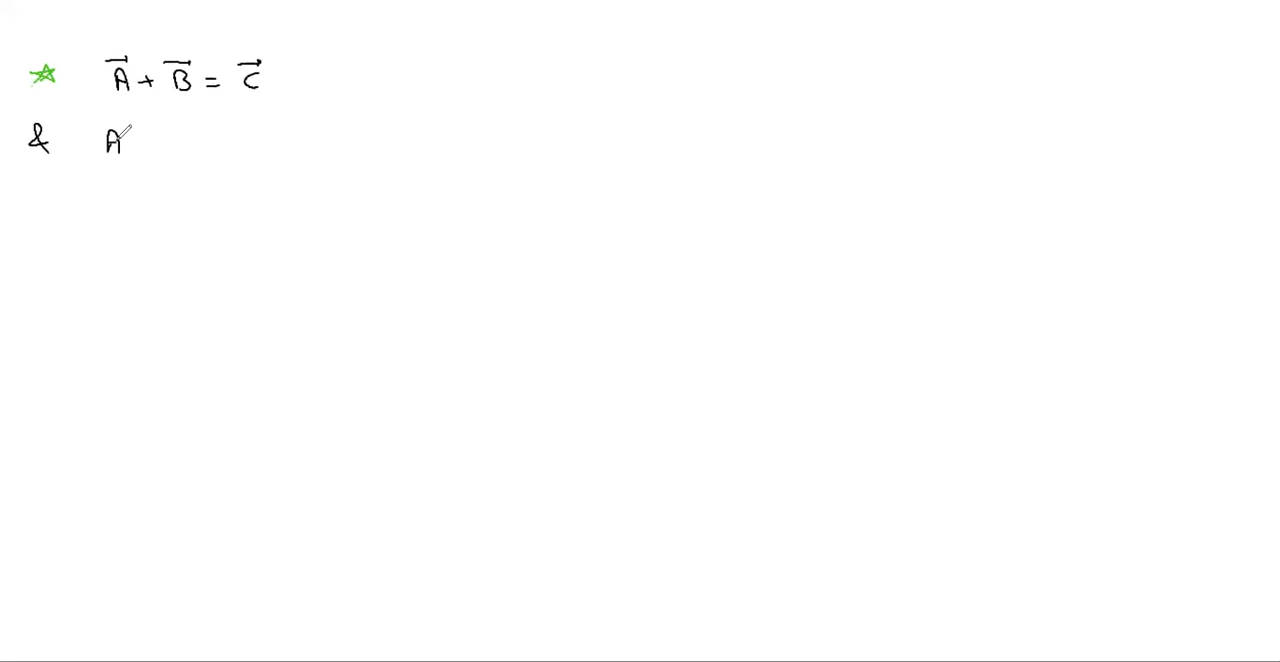 ☆ A⃗ + B⃗ = C⃗
& A